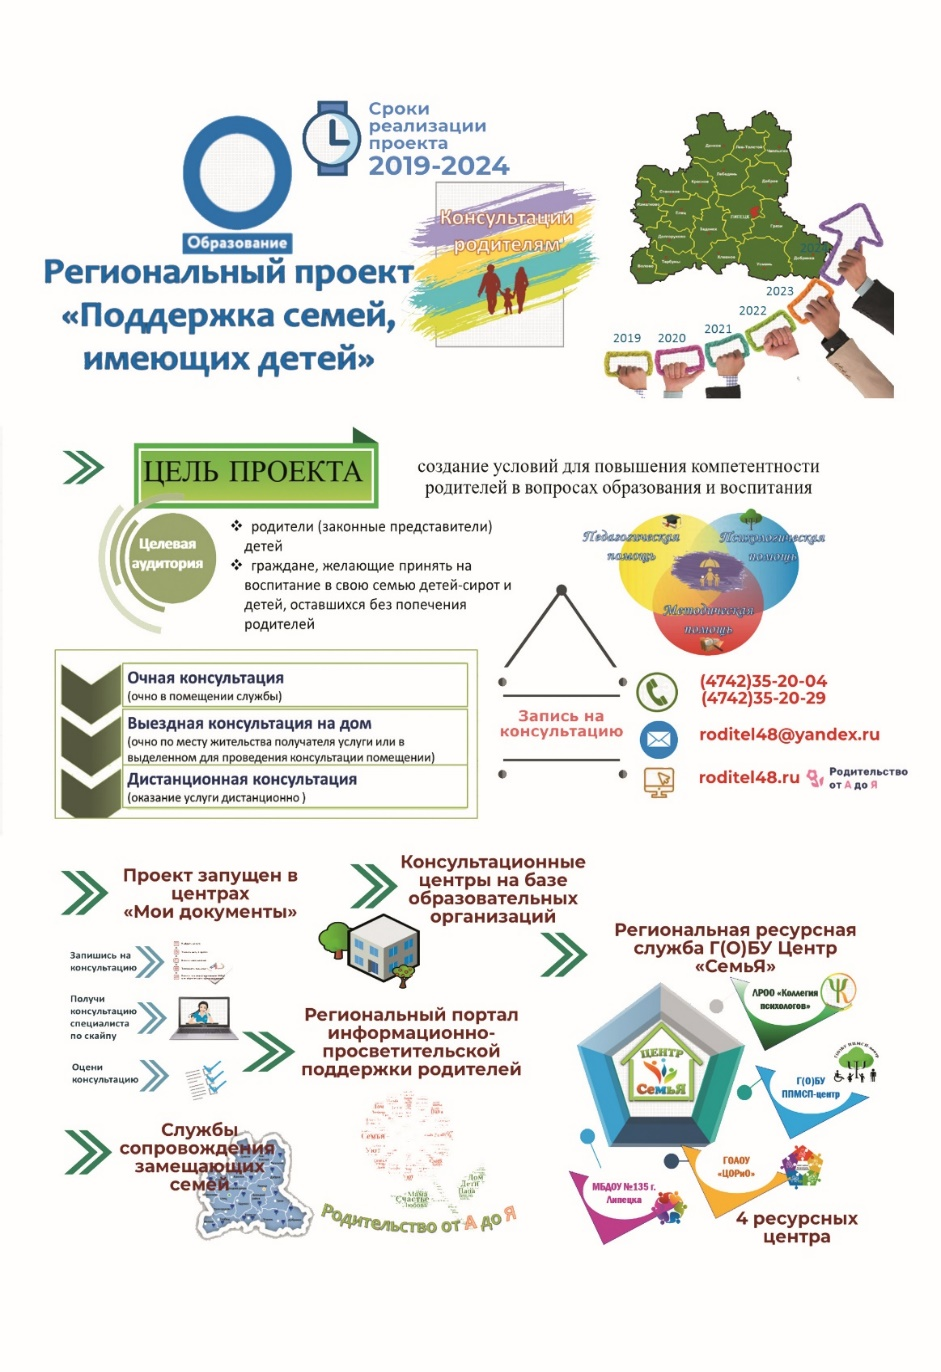 Сроки
реализации
проекта
2019-2024
Образование
Региональный проект
«Поддержка семей,
имеющих детей»
Консультации
родителям
2019
2020
2021
2022
2023
ЦЕЛЬ ПРОЕКТА
создание условий для повышения компетентности
родителей в вопросах образования и воспитания
Целевая
аудитория
родители (законные представители)
детей
граждане, желающие принять на
воспитание в свою семью детей-сирот и
детей, оставшихся без попечения
родителей
Педагогическая
помощь
Психологическая
помощь
Методическая
помощь
Очная консультация
(очно в помещении службы)
Выездная консультация на дом
(очно по месту жительства получателя услуги или в
выделенном для проведения консультации помещении)
Дистанционная консультация
(оказание услуги дистанционно )
Запись на
консультацию
(4742)35-20-04
(4742)35-20-29
roditel48@yandex.ru
roditel48.ru
Родительство
от А до Я
Проект запущен в
центрах
«Мои документы»
Консультационные
центры на базе
образовательных
организаций
Региональная ресурсная
служба Г(О)БУ Центр
«СемьЯ»
Запишись на
консультацию
Получи
консультацию
специалиста
по скайпу
Оцени
консультацию
Региональный портал
информационно-
просветительской
поддержки родителей
Службы
сопровождения
замещающих
семей
Родительство от А до Я
ЦЕНТР
СемьЯ
ЛРОО «Коллегия
психологов»
Г(О)БУ
ППМСП-центр
ГОАОУ
«ЦОРиО»
МБДОУ №135 г.
Липецка
4 ресурсных
центра